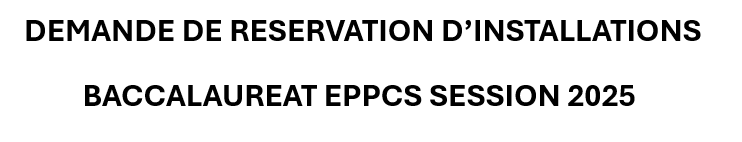 DEMANDE DE RESERVATION D’INSTALLATIONS
BACCALAUREAT EPPCS SESSION 2025